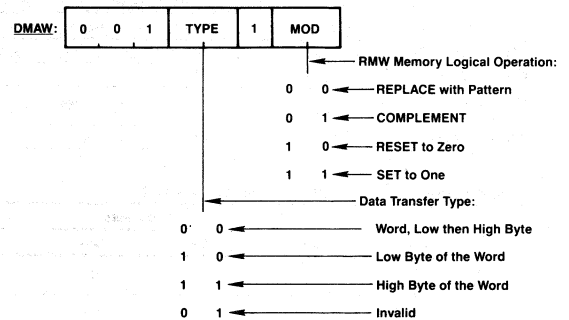 DMAW: 0 0 1 TYPE 1 MOD
RMW Memory Logical Operation:
0 0 REPLACE with Pattern
0 1 COMPLEMENT
1 0 RESET to Zero
1 1 SET to One
Data Transfer Type:
0 0 Word, Low then High Byte
1 0 Low Byte of the Word
1 1 High Byte of the Word
0 1 Invalid